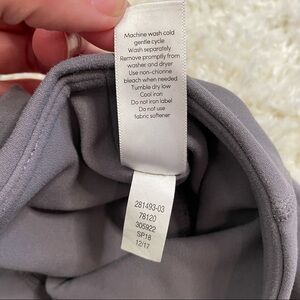 Machine wash cold
gentle cycle
Wash separately
Remove promptly from
washer and dryer
Use non-chlorine
bleach when needed
Tumble dry low
Cool iron
Do not iron label
Do not use
fabric softener
281493-03
78120
305922
SP18
12/17